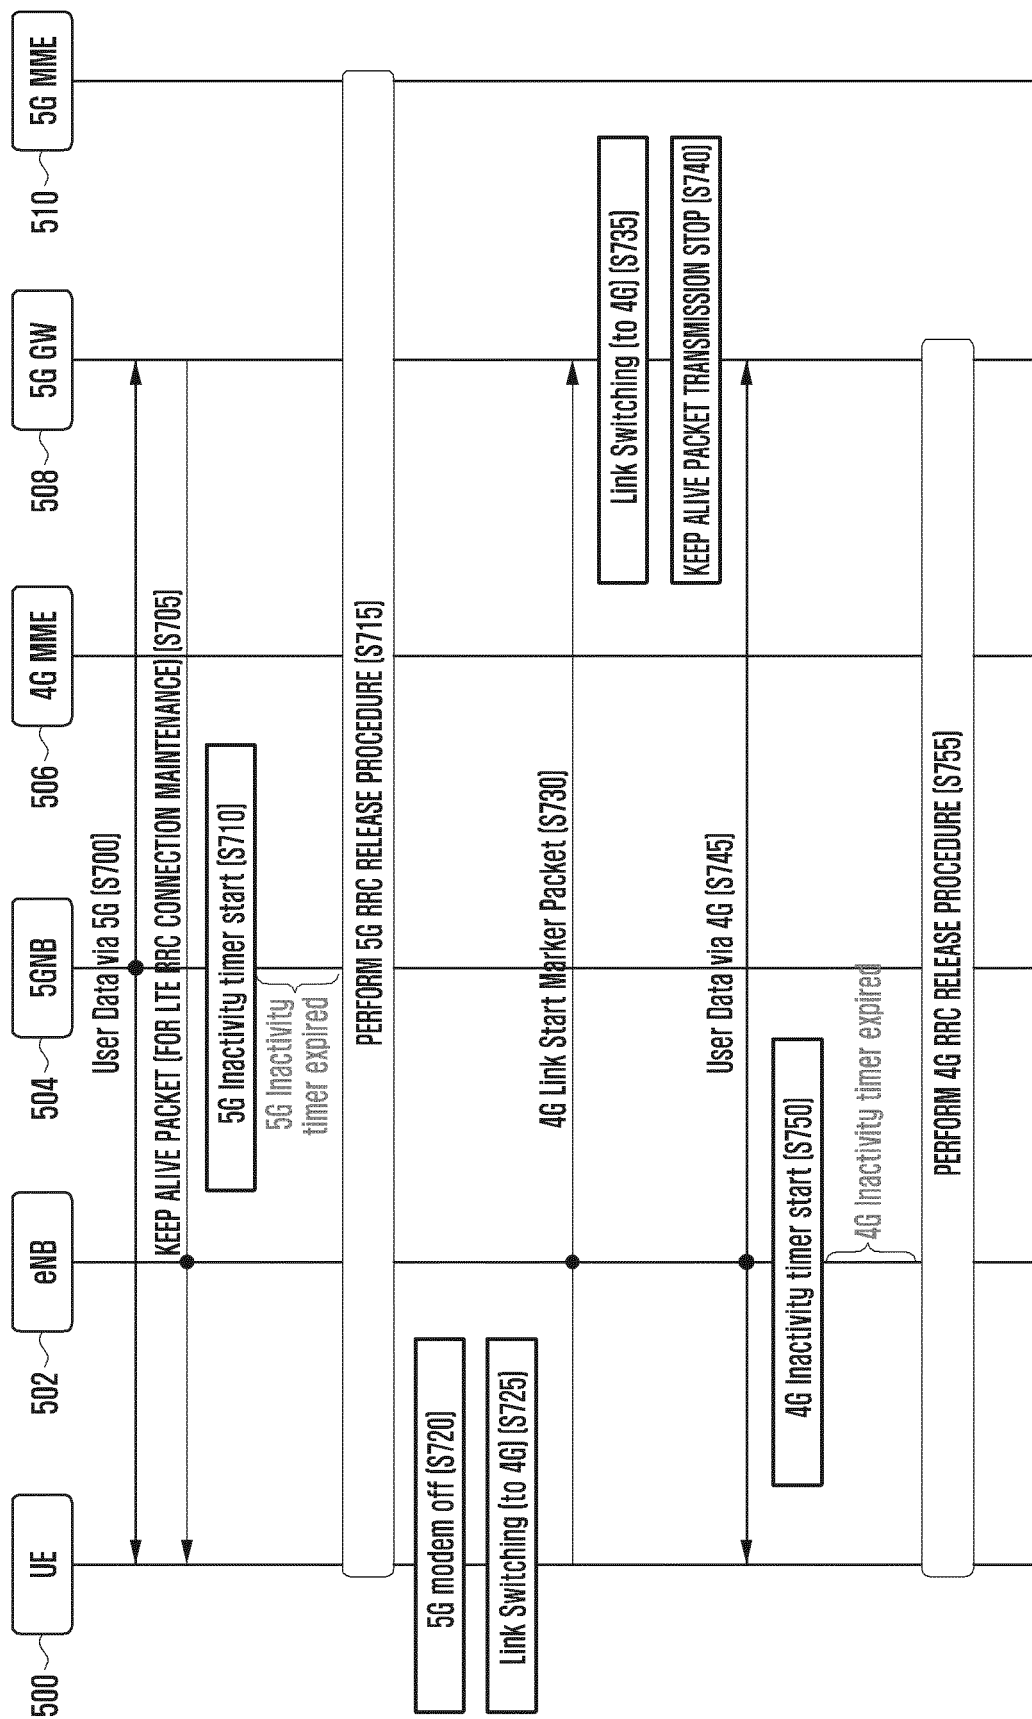 UE
eNB
5GNB
4G MME
5G GW
5G MME
500
502
504
506
508
510
User Data via 5G (S700)
KEEP ALIVE PACKET (FOR LTE RRC CONNECTION MAINTENANCE) (S705)
5G Inactivity timer start (S710)
5G Inactivity
timer expired
PERFORM 5G RRC RELEASE PROCEDURE (S715)
5G modem off (S720)
Link Switching (to 4G) (S725)
4G Link Start Marker Packet (S730)
Link Switching (to 4G) (S735)
KEEP ALIVE PACKET TRANSMISSION STOP (S740)
User Data via 4G (S745)
4G Inactivity timer start (S750)
4G Inactivity timer expired
PERFORM 4G RRC RELEASE PROCEDURE (S755)